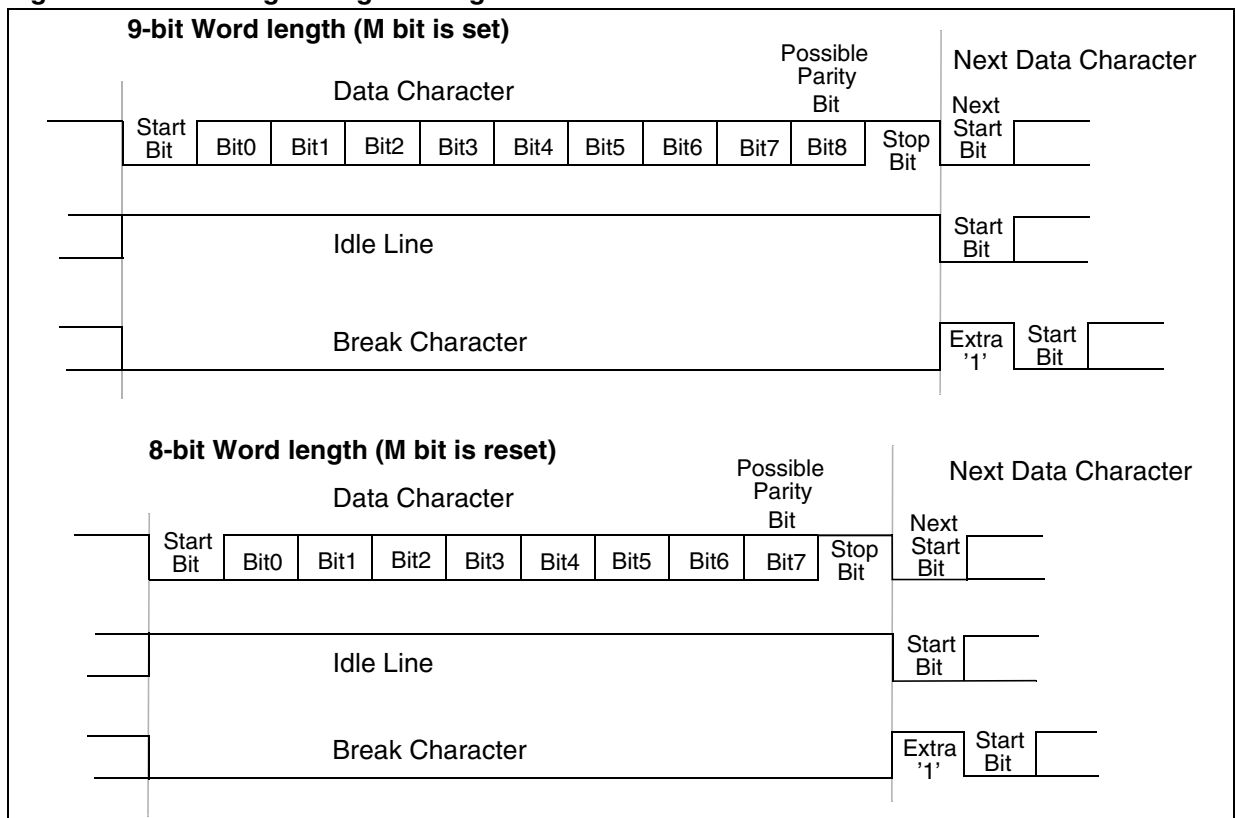 9-bit Word length (M bit is set)
Possible
Parity
Bit
Next Data Character
Data Character
Next
Start
Bit
Start
Bit
Bit0 Bit1 Bit2 Bit3 Bit4 Bit5 Bit6 Bit7 Bit8
Stop
Bit
Idle Line
Start
Bit
Break Character
Extra
'1'
Start
Bit
8-bit Word length (M bit is reset)
Possible
Parity
Bit
Next Data Character
Data Character
Next
Start
Bit
Start
Bit
Bit0 Bit1 Bit2 Bit3 Bit4 Bit5 Bit6 Bit7
Stop
Bit
Idle Line
Start
Bit
Break Character
Extra
'1'
Start
Bit